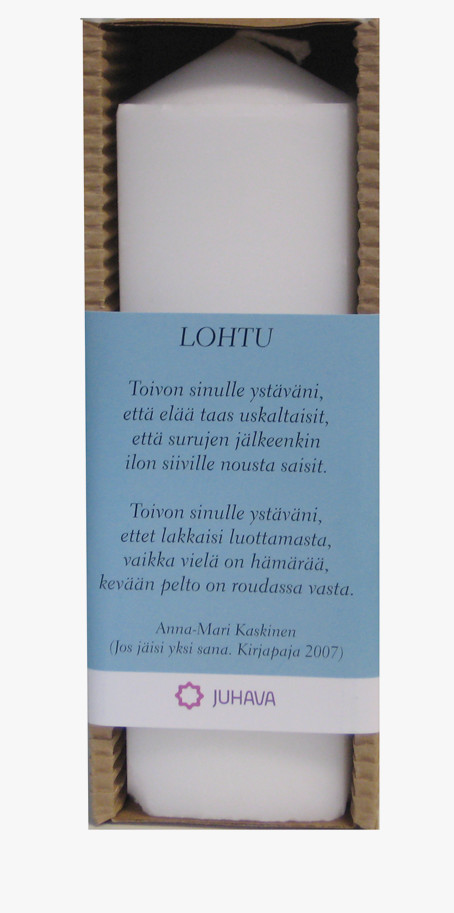 LOHTU
Toivon sinulle ystäväni,
että elää taas uskaltaisit,
että surujen jälkeenkin
ilon siiville nousta saisit.
Toivon sinulle ystäväni,
ettet lakkaisi luottamasta,
vaikka vielä on hämärää,
kevään pelto on roudassa vasta.
Anna-Mari Kaskinen
(Jos jäisi yksi sana. Kirjapaja 2007)
JUHAVA